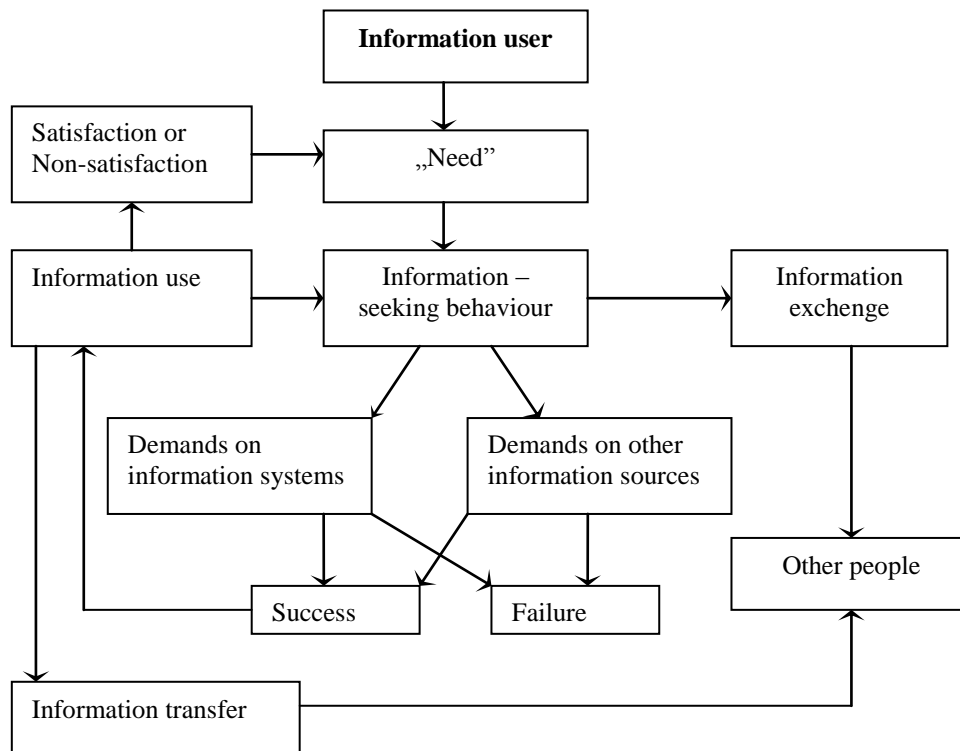 Information user
Satisfaction or
Non-satisfaction
„Need”
Information use
Information –
seeking behaviour
Information
exchenge
Demands on
information systems
Demands on other
information sources
Other people
Success
Failure
Information transfer